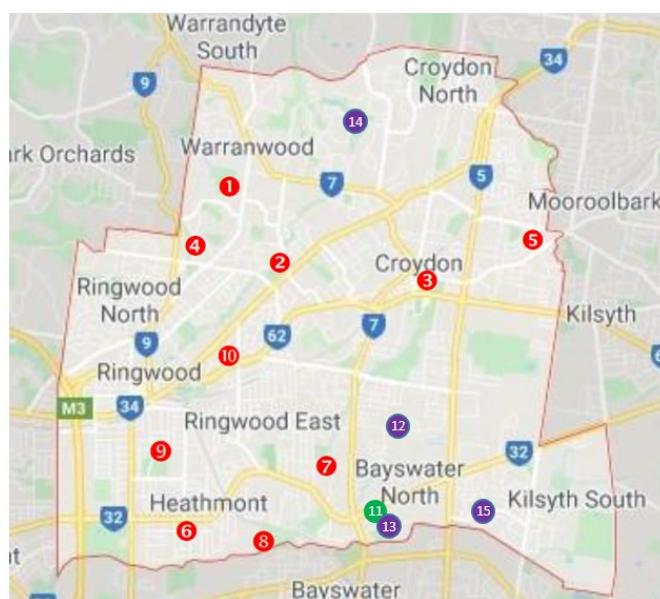 Warrandyte
South
34
9
Croydon
North
14
ark Orchards
Warranwood
1
7
5
Mooroolbark
4
5
2
Croydon
3
Ringwood
North
Kilsyth
9
62
7
10
Ringwood
M3
34
Ringwood East
12
9
32
7
Bayswater
North
Heathmont
11
15
Kilsyth South
32
6
13
8
Bayswater